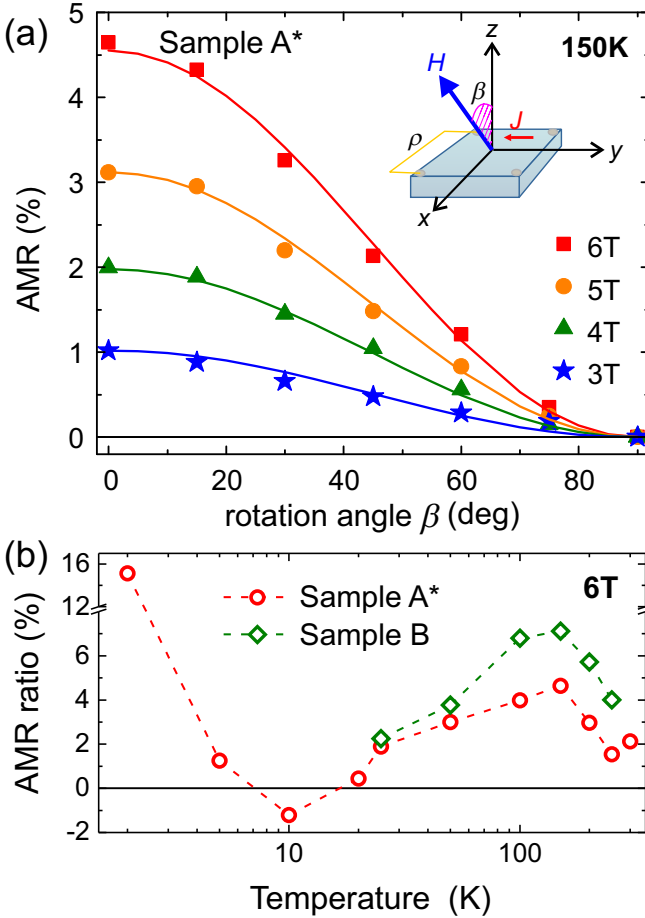 (a)
Sample A*
150K
z
H
β
J
ρ
y
x
AMR (%)
5
4
3
2
1
0
6T
5T
4T
3T
0
20
40
60
80
rotation angle β (deg)
(b)
6T
Sample A*
Sample B
AMR ratio (%)
16
12
8
4
2
0
-2
10
100
Temperature (K)